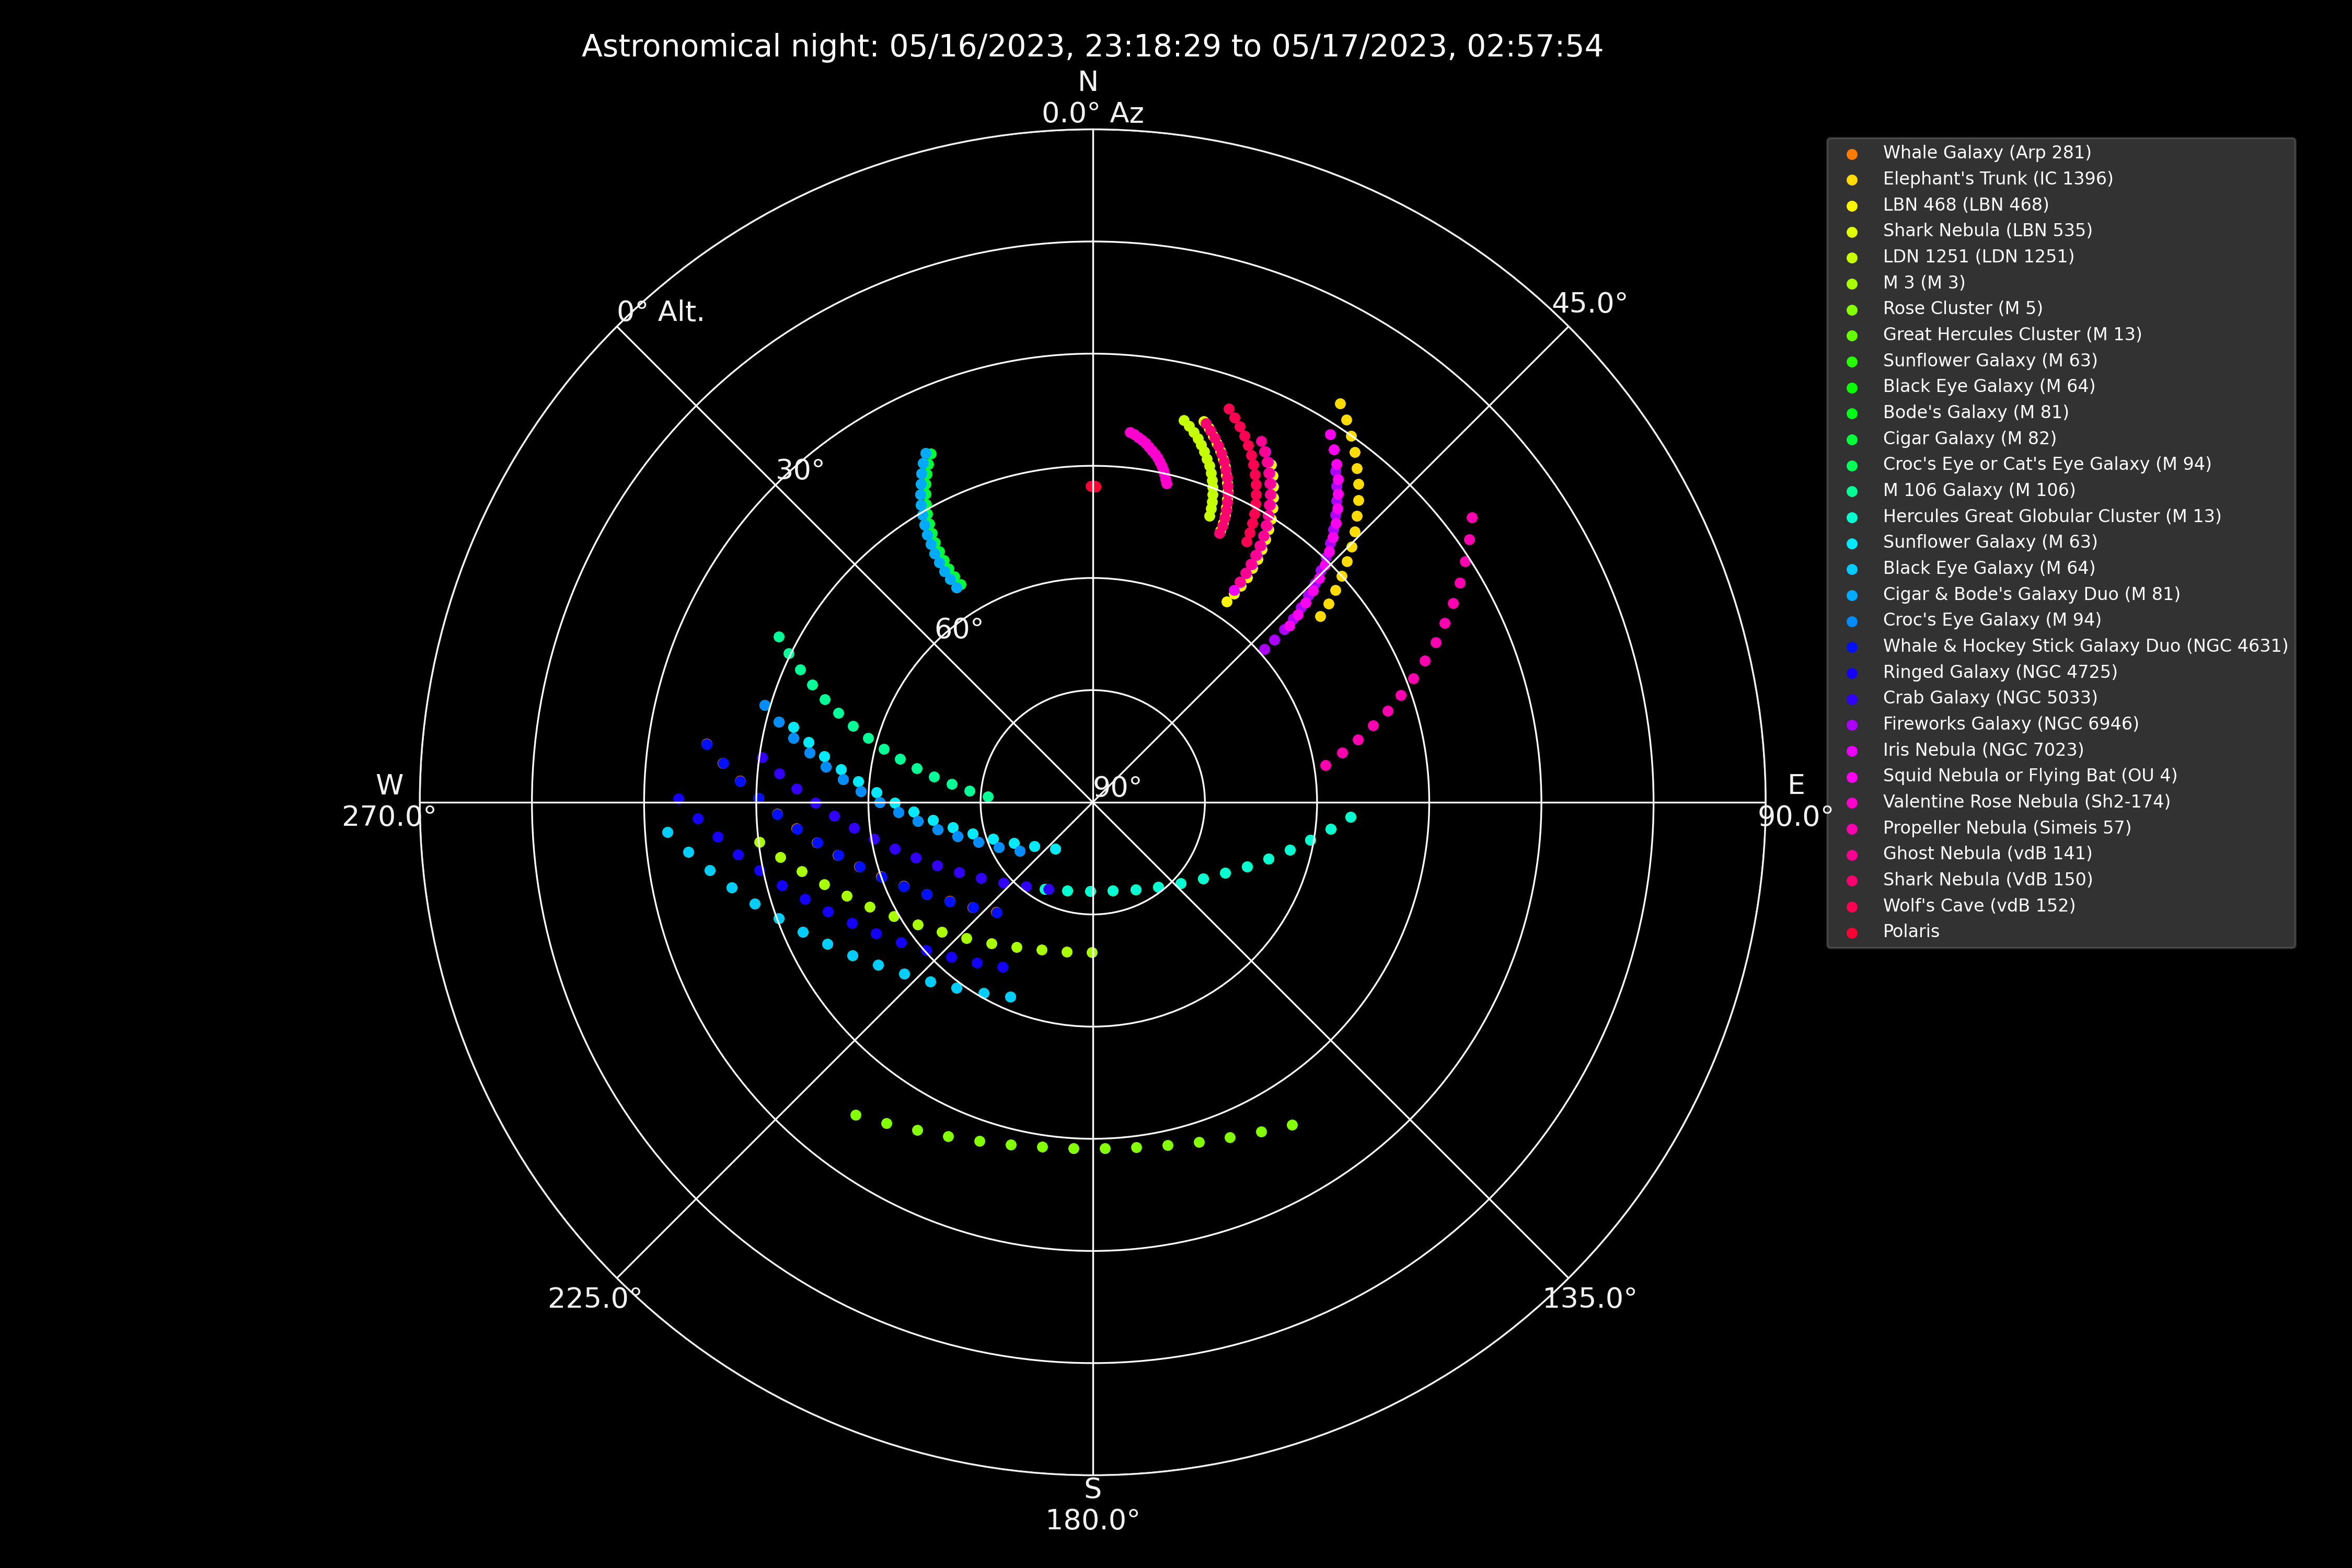 Astronomical night: 05/16/2023, 23:18:29 to 05/17/2023, 02:57:54
N
0.0° Az
45.0°
0° Alt.
30°
60°
90°
W
270.0°
E
90.0°
225.0°
135.0°
S
180.0°
Whale Galaxy (Arp 281)
Elephant's Trunk (IC 1396)
LBN 468 (LBN 468)
Shark Nebula (LBN 535)
LDN 1251 (LDN 1251)
M 3 (M 3)
Rose Cluster (M 5)
Great Hercules Cluster (M 13)
Sunflower Galaxy (M 63)
Black Eye Galaxy (M 64)
Bode's Galaxy (M 81)
Cigar Galaxy (M 82)
Croc's Eye or Cat's Eye Galaxy (M 94)
M 106 Galaxy (M 106)
Hercules Great Globular Cluster (M 13)
Sunflower Galaxy (M 63)
Black Eye Galaxy (M 64)
Cigar & Bode's Galaxy Duo (M 81)
Croc's Eye Galaxy (M 94)
Whale & Hockey Stick Galaxy Duo (NGC 4631)
Ringed Galaxy (NGC 4725)
Crab Galaxy (NGC 5033)
Fireworks Galaxy (NGC 6946)
Iris Nebula (NGC 7023)
Squid Nebula or Flying Bat (OU 4)
Valentine Rose Nebula (Sh2-174)
Propeller Nebula (Simeis 57)
Ghost Nebula (vdB 141)
Shark Nebula (VdB 150)
Wolf's Cave (vdB 152)
Polaris